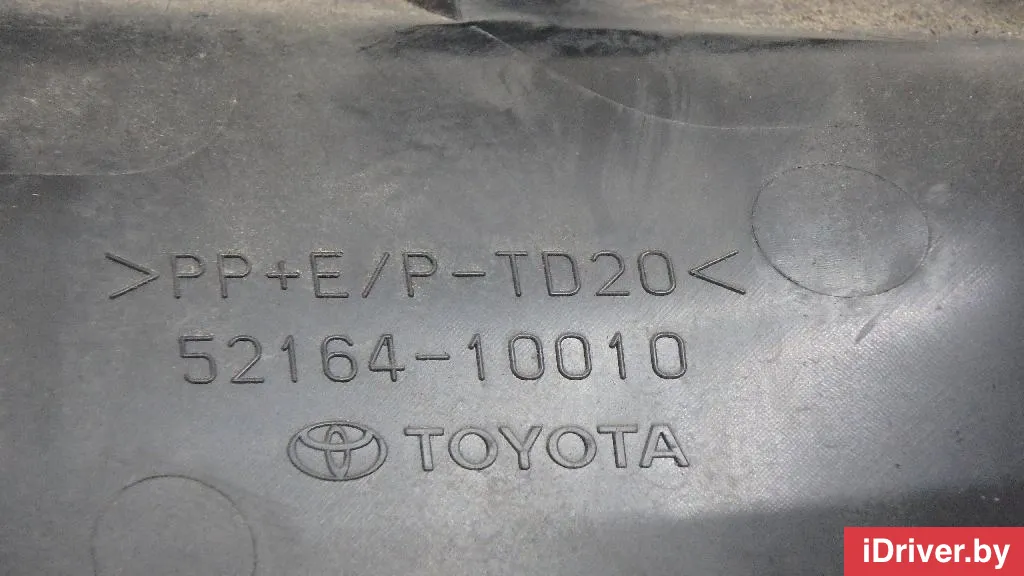 >PP+E/P-TD20<
52164-10010
TOYOTA
iDriver.by